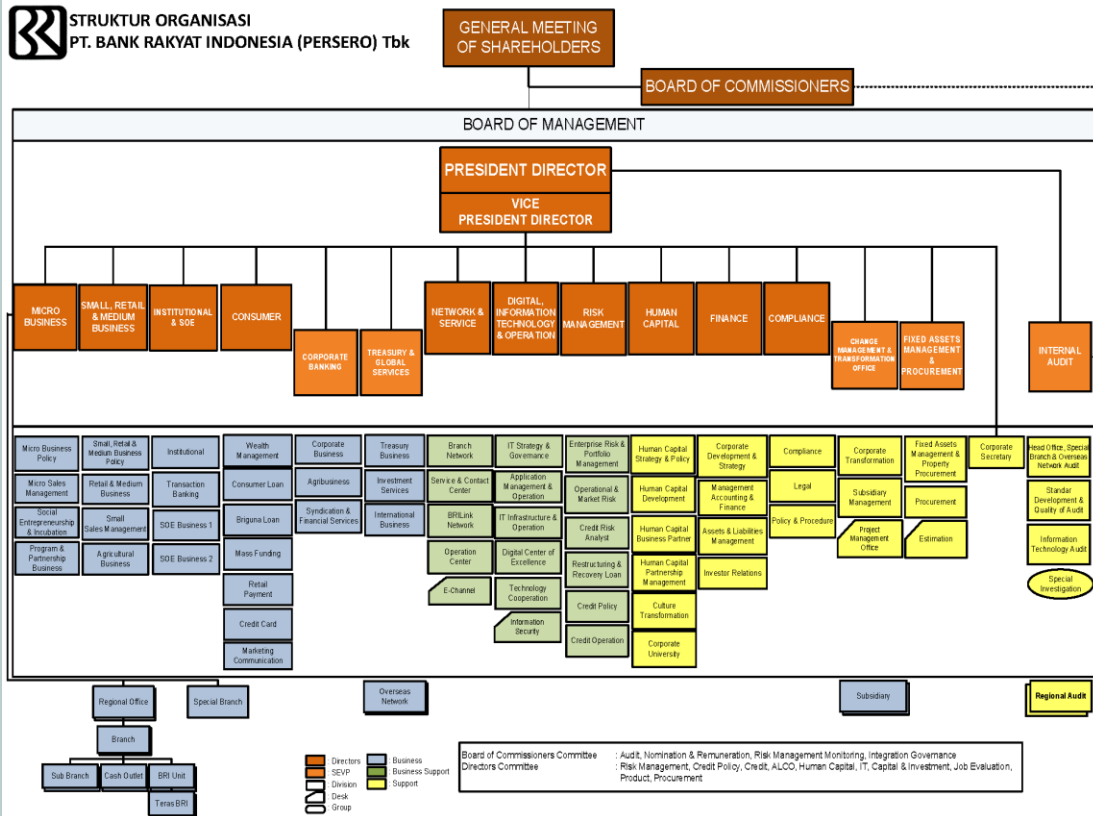 STRUKTUR ORGANISASI
PT. BANK RAKYAT INDONESIA (PERSERO) Tbk
GENERAL MEETING
OF SHAREHOLDERS
BOARD OF COMMISSIONERS
BOARD OF MANAGEMENT
PRESIDENT DIRECTOR
VICE
PRESIDENT DIRECTOR
MICRO
BUSINESS
SMALL, RETAIL
& MEDIUM
BUSINESS
INSTITUTIONAL
& SOE
CONSUMER
CORPORATE
BANKING
TREASURY &
GLOBAL
SERVICES
NETWORK &
SERVICE
DIGITAL,
INFORMATION
TECHNOLOGY
& OPERATION
RISK
MANAGEMENT
HUMAN
CAPITAL
FINANCE
COMPLIANCE
CHANGE
MANAGEMENT &
TRANSFORMATION
OFFICE
FIXED ASSETS
MANAGEMENT
&
PROCUREMENT
INTERNAL
AUDIT
Micro Business
Policy
Micro Sales
Management
Social
Entrepreneurship
& Incubation
Program &
Partnership
Business
Small, Retail &
Medium Business
Policy
Retail & Medium
Business
Small
Sales Management
Agricultural
Business
Institutional
Transaction
Banking
SOE Business 1
SOE Business 2
Wealth
Management
Consumer Loan
Briguna Loan
Mass Funding
Retail
Payment
Credit Card
Marketing
Communication
Corporate
Business
Agribusiness
Syndication &
Financial Services
Treasury
Business
Investment
Services
International
Business
Branch
Network
Service & Contact
Center
BRILink
Network
Operation
Center
E-Channel
IT Strategy &
Governance
Application
Management &
Operation
IT Infrastructure &
Operation
Digital Center of
Excellence
Technology
Cooperation
Information
Security
Enterprise Risk &
Portfolio
Management
Operational &
Market Risk
Credit Risk
Analyst
Restructuring &
Recovery Loan
Credit Policy
Credit Operation
Human Capital
Strategy & Policy
Human Capital
Development
Human Capital
Business Partner
Human Capital
Partnership
Management
Culture
Transformation
Corporate
University
Corporate
Development &
Strategy
Management
Accounting &
Finance
Assets & Liabilities
Management
Investor Relations
Compliance
Legal
Policy & Procedure
Corporate
Transformation
Subsidiary
Management
Project
Management
Office
Fixed Assets
Management &
Property
Procurement
Procurement
Estimation
Corporate
Secretary
Head Office, Special
Branch & Overseas
Network Audit
Standar
Development &
Quality of Audit
Information
Technology Audit
Special
Investigation
Regional Office
Special Branch
Overseas
Network
Subsidiary
Regional Audit
Branch
Sub Branch
Cash Outlet
BRI Unit
Teras BRI
: Directors
: SEVP
: Division
: Desk
: Group
: Business
: Business Support
: Support
Board of Commissioners Committee : Audit, Nomination & Remuneration, Risk Management Monitoring, Integration Governance
Directors Committee : Risk Management, Credit Policy, Credit, ALCO, Human Capital, IT, Capital & Investment, Job Evaluation,
Product, Procurement